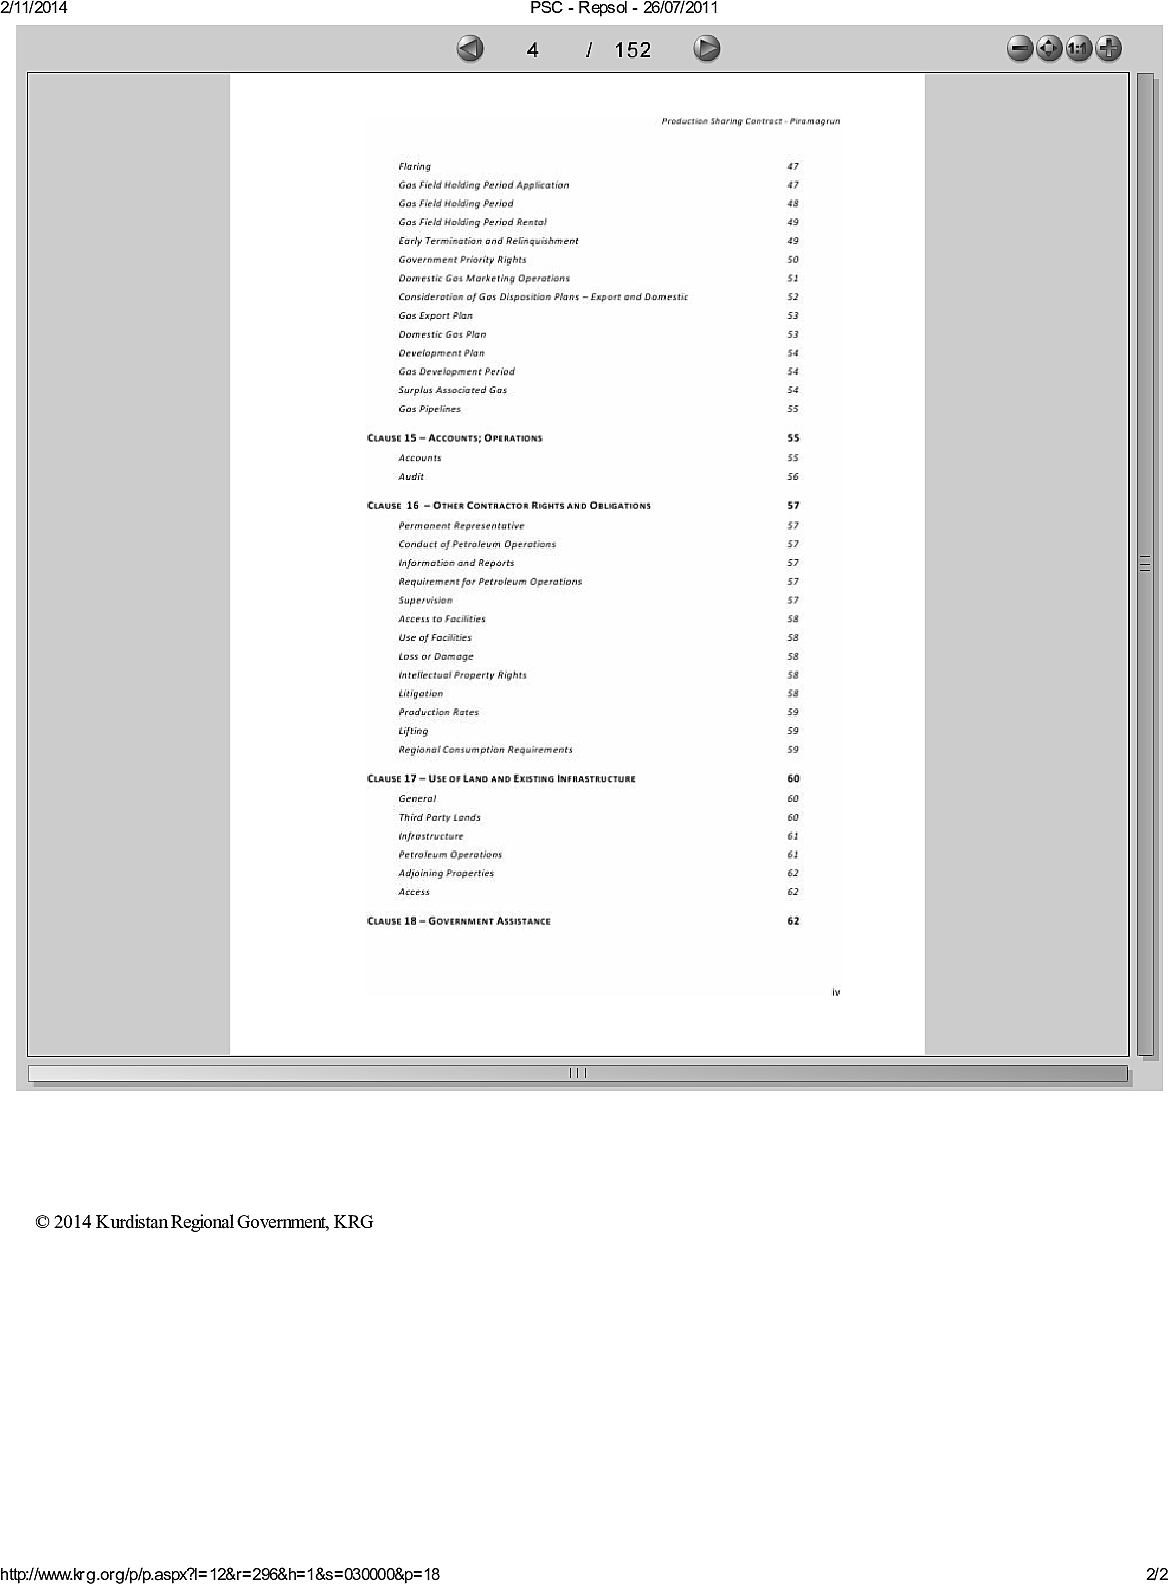 2/11/2014 PSC - Repsol - 26/07/2011
4 / 152
1:1
Production Sharing Contract - Piramagrun
Flaring 47
Gas Field Holding Period Application 47
Gas Field Holding Period 48
Gas Field Holding Period Rental 49
Early Termination and Relinquishment 49
Government Priority Rights 50
Domestic Gas Marketing Operations 51
Consideration of Gas Disposition Plans – Export and Domestic 52
Gas Export Plan 53
Domestic Gas Plan 53
Development Plan 54
Gas Development Period 54
Surplus Associated Gas 54
Gas Pipelines 55
CLAUSE 15 – ACCOUNTS; OPERATIONS 55
Accounts 55
Audit 56
CLAUSE 16 – OTHER CONTRACTOR RIGHTS AND OBLIGATIONS 57
Permanent Representative 57
Conduct of Petroleum Operations 57
Information and Reports 57
Requirement for Petroleum Operations 57
Supervision 57
Access to Facilities 58
Use of Facilities 58
Loss or Damage 58
Intellectual Property Rights 58
Litigation 58
Production Rates 59
Lifting 59
Regional Consumption Requirements 59
CLAUSE 17 – USE OF LAND AND EXISTING INFRASTRUCTURE 60
General 60
Third Party Lands 60
Infrastructure 61
Petroleum Operations 61
Adjoining Properties 62
Access 62
CLAUSE 18 – GOVERNMENT ASSISTANCE 62
iv
© 2014 Kurdistan Regional Government, KRG
http://www.krg.org/p/p.aspx?l=12&r=296&h=1&s=030000&p=18 2/2